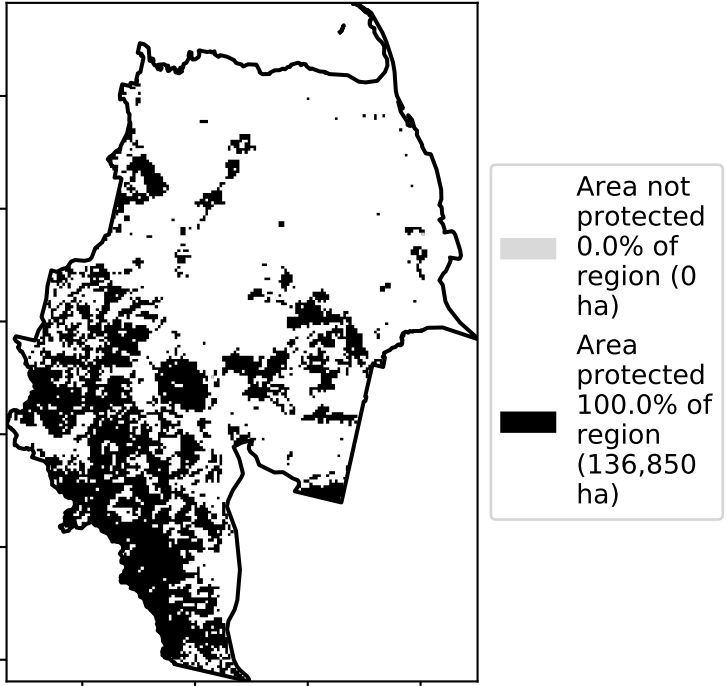 Area not
protected
0.0% of
region (0
ha)
Area
protected
100.0% of
region
(136,850
ha)